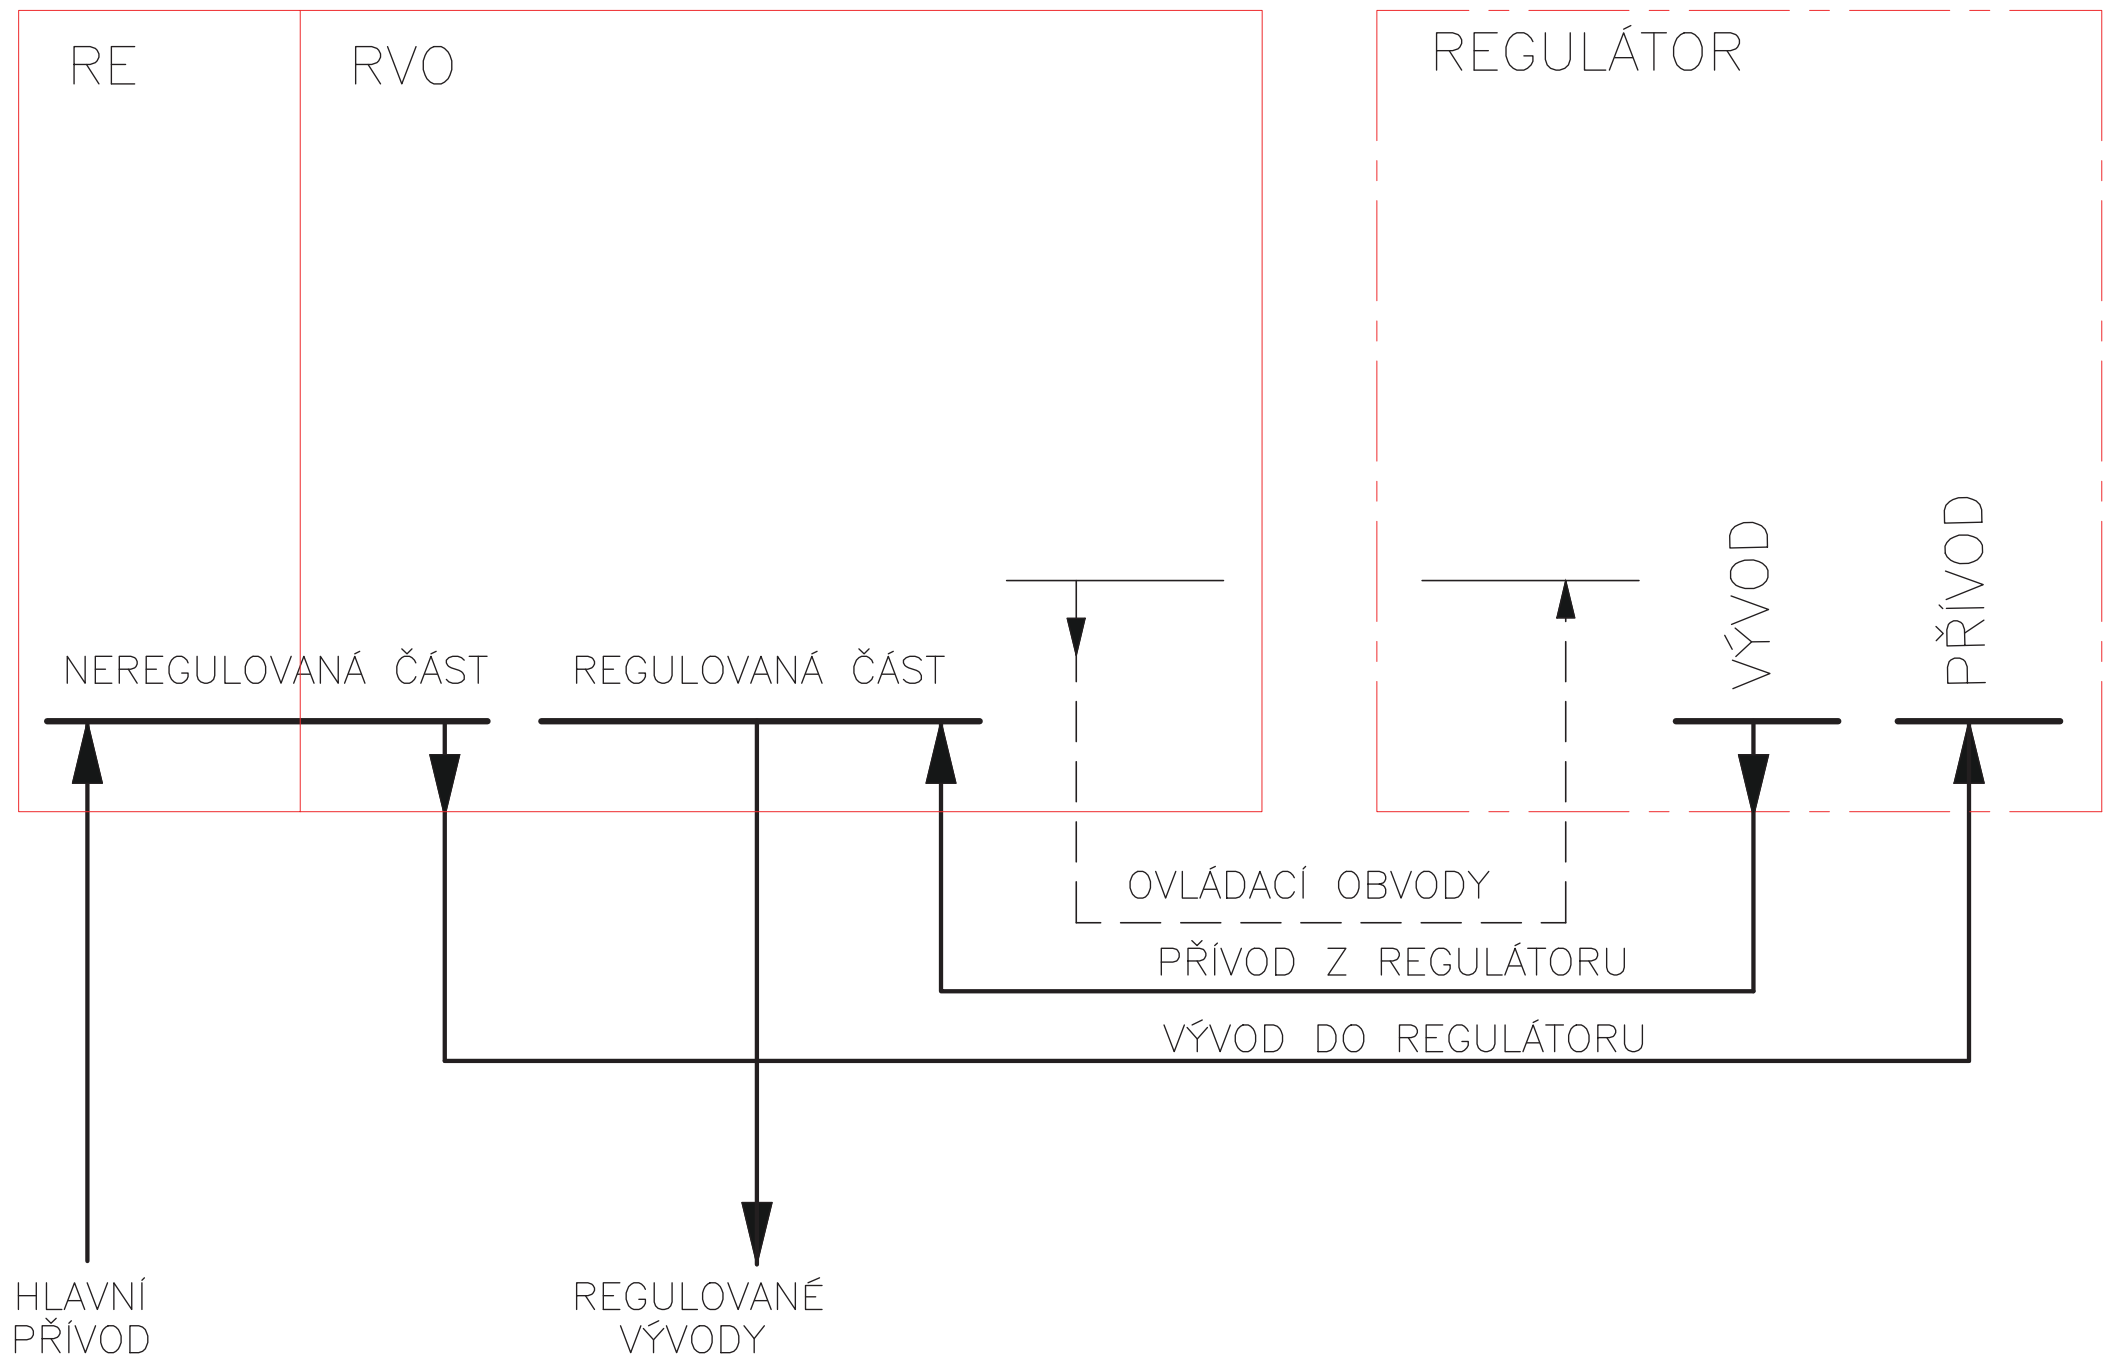 RE
RVO
REGULÁTOR
VÝVOD
PŘÍVOD
NEREGULOVANÁ ČÁST
REGULOVANÁ ČÁST
OVLÁDACÍ OBVODY
PŘÍVOD Z REGULÁTORU
VÝVOD DO REGULÁTORU
HLAVNÍ
PŘÍVOD
REGULOVANÉ
VÝVODY